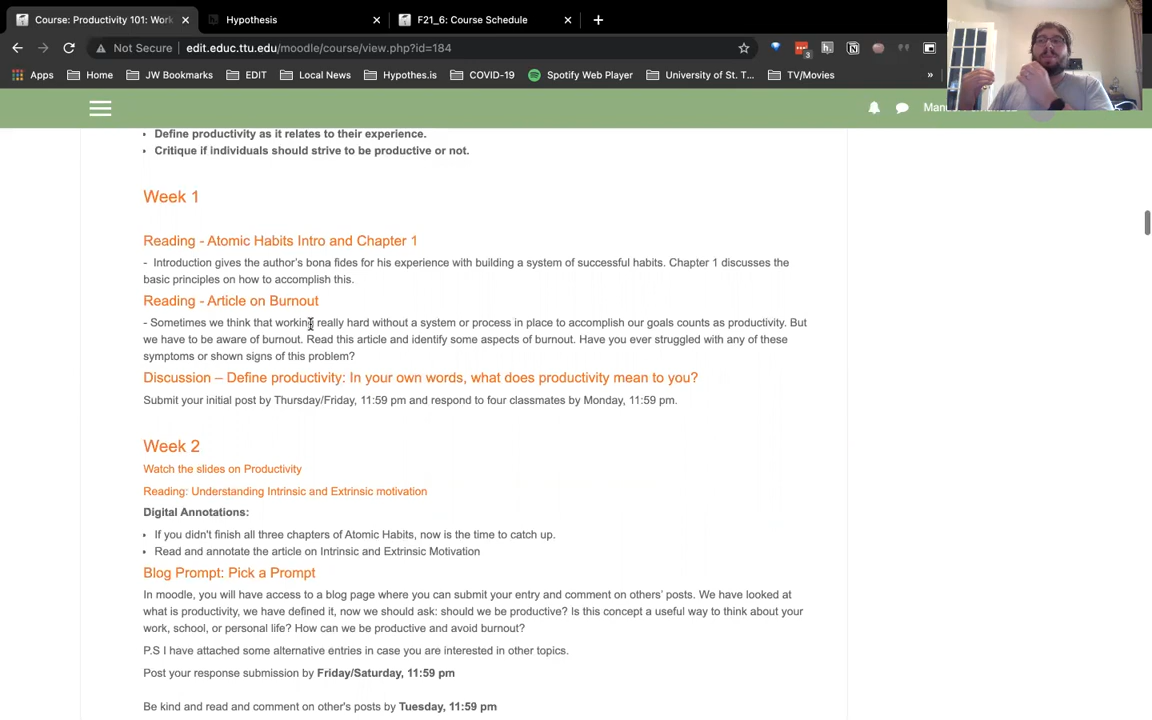 Course: Productivity 101: Work
Hypothesis
F21_6: Course Schedule
Not Secure edit.educ.ttu.edu/moodle/course/view.php?id=184
3
Apps Home JW Bookmarks EDIT Local News Hypothes.is COVID-19 Spotify Web Player University of St. T... TV/Movies »
• Define productivity as it relates to their experience.
• Critique if individuals should strive to be productive or not.
Week 1
Reading - Atomic Habits Intro and Chapter 1
- Introduction gives the author's bona fides for his experience with building a system of successful habits. Chapter 1 discusses the
basic principles on how to accomplish this.
Reading - Article on Burnout
- Sometimes we think that working really hard without a system or process in place to accomplish our goals counts as productivity. But
we have to be aware of burnout. Read this article and identify some aspects of burnout. Have you ever struggled with any of these
symptoms or shown signs of this problem?
Discussion – Define productivity: In your own words, what does productivity mean to you?
Submit your initial post by Thursday/Friday, 11:59 pm and respond to four classmates by Monday, 11:59 pm.
Week 2
Watch the slides on Productivity
Reading: Understanding Intrinsic and Extrinsic motivation
Digital Annotations:
• If you didn't finish all three chapters of Atomic Habits, now is the time to catch up.
• Read and annotate the article on Intrinsic and Extrinsic Motivation
Blog Prompt: Pick a Prompt
In moodle, you will have access to a blog page where you can submit your entry and comment on others' posts. We have looked at
what is productivity, we have defined it, now we should ask: should we be productive? Is this concept a useful way to think about your
work, school, or personal life? How can we be productive and avoid burnout?
P.S I have attached some alternative entries in case you are interested in other topics.
Post your response submission by Friday/Saturday, 11:59 pm
Be kind and read and comment on other's posts by Tuesday, 11:59 pm